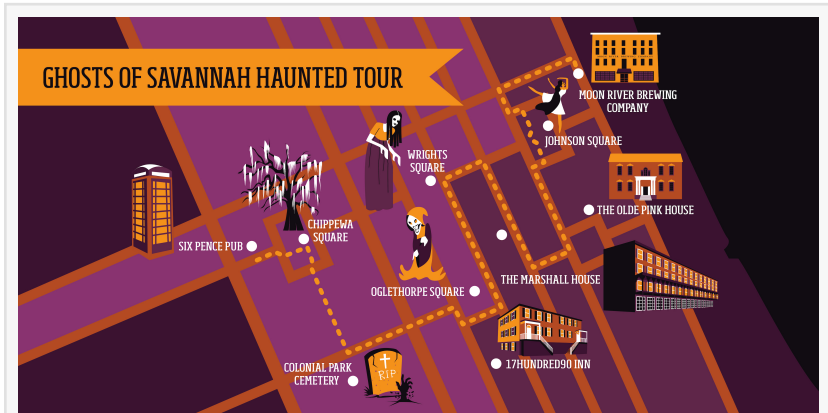 GHOSTS OF SAVANNAH HAUNTED TOUR
MOON RIVER BREWING
COMPANY
JOHNSON SQUARE
WRIGHTS
SQUARE
THE OLDE PINK HOUSE
CHIPPEWA
SQUARE
SIX PENCE PUB
THE MARSHALL HOUSE
OGLETHORPE SQUARE
17HUNDRED90 INN
COLONIAL PARK
CEMETERY
RIP